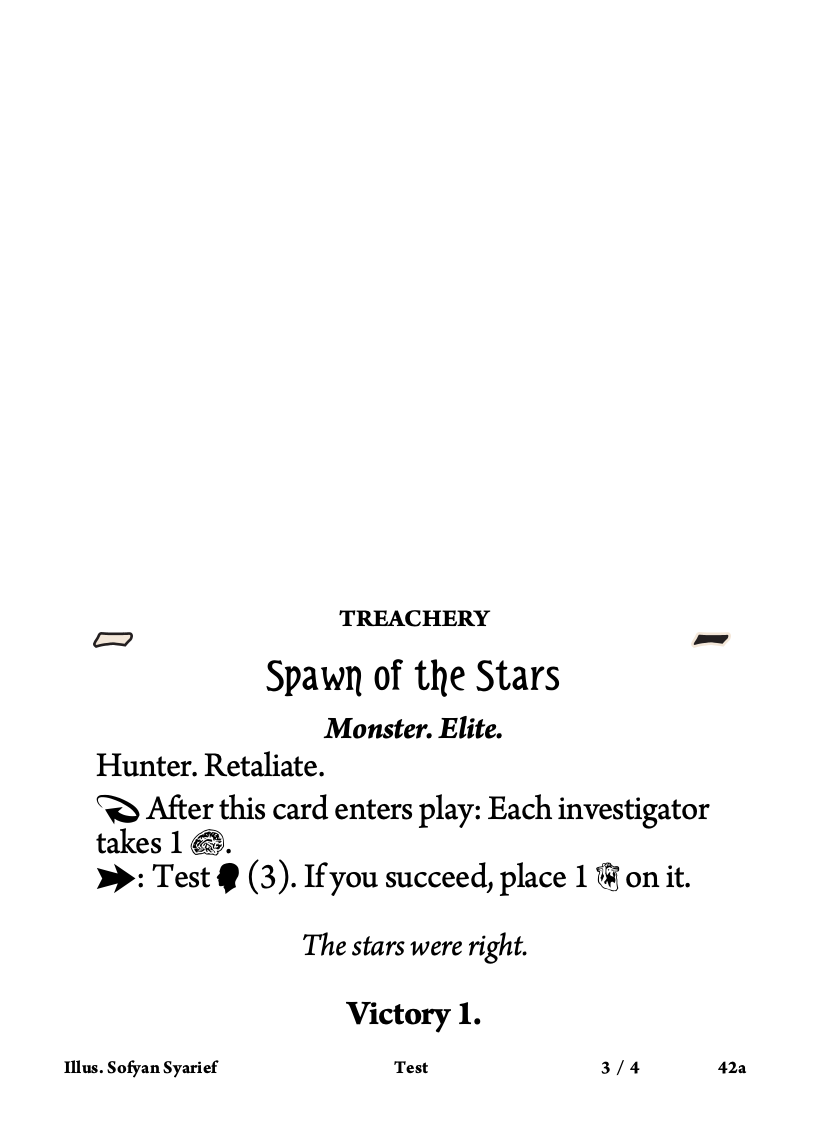 TREACHERY
Spawn of the Stars
Monster. Elite.
Hunter. Retaliate.
After this card enters play: Each investigator
takes 1 .
: Test (3). If you succeed, place 1 on it.
The stars were right.
Victory 1.
Illus. Sofyan Syarief Test 3 / 4 42a